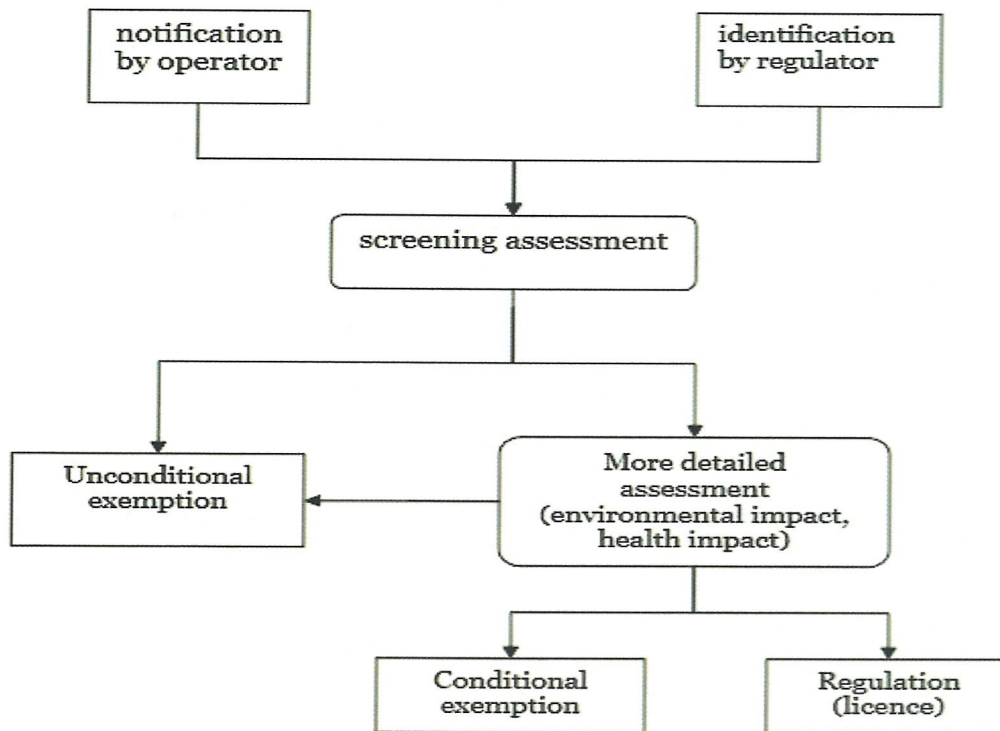 notification
by operator
identification
by regulator
screening assessment
Unconditional
exemption
More detailed
assessment
(environmental impact,
health impact)
Conditional
exemption
Regulation
(licence)